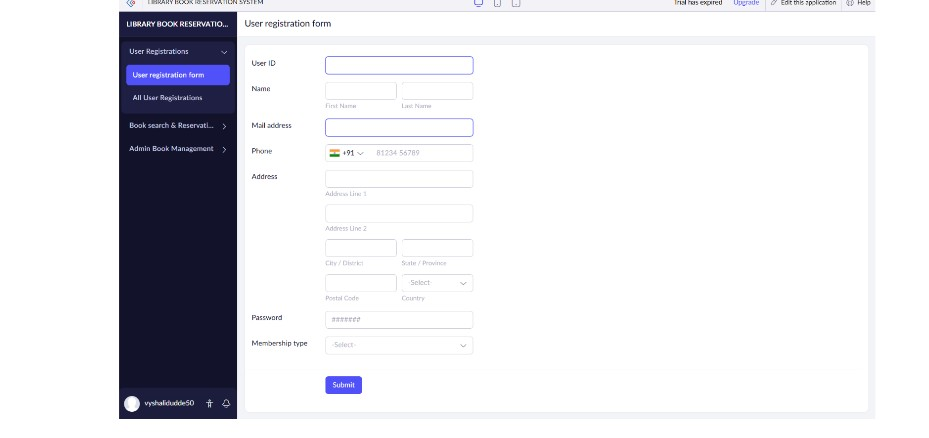 LIBRARY BOOK RESERVATION SYSTEM
Trial has expired Upgrade Edit this application Help
LIBRARY BOOK RESERVATIO...
User registration form
User Registrations
User registration form
All User Registrations
Book search & Reservati...
Admin Book Management
User ID
Name
First Name Last Name
Mail address
Phone +91 81234 56789
Address
Address Line 1
Address Line 2
City / District State / Province
-Select-
Postal Code Country
Password #######
Membership type -Select-
Submit
vyshalidudde50